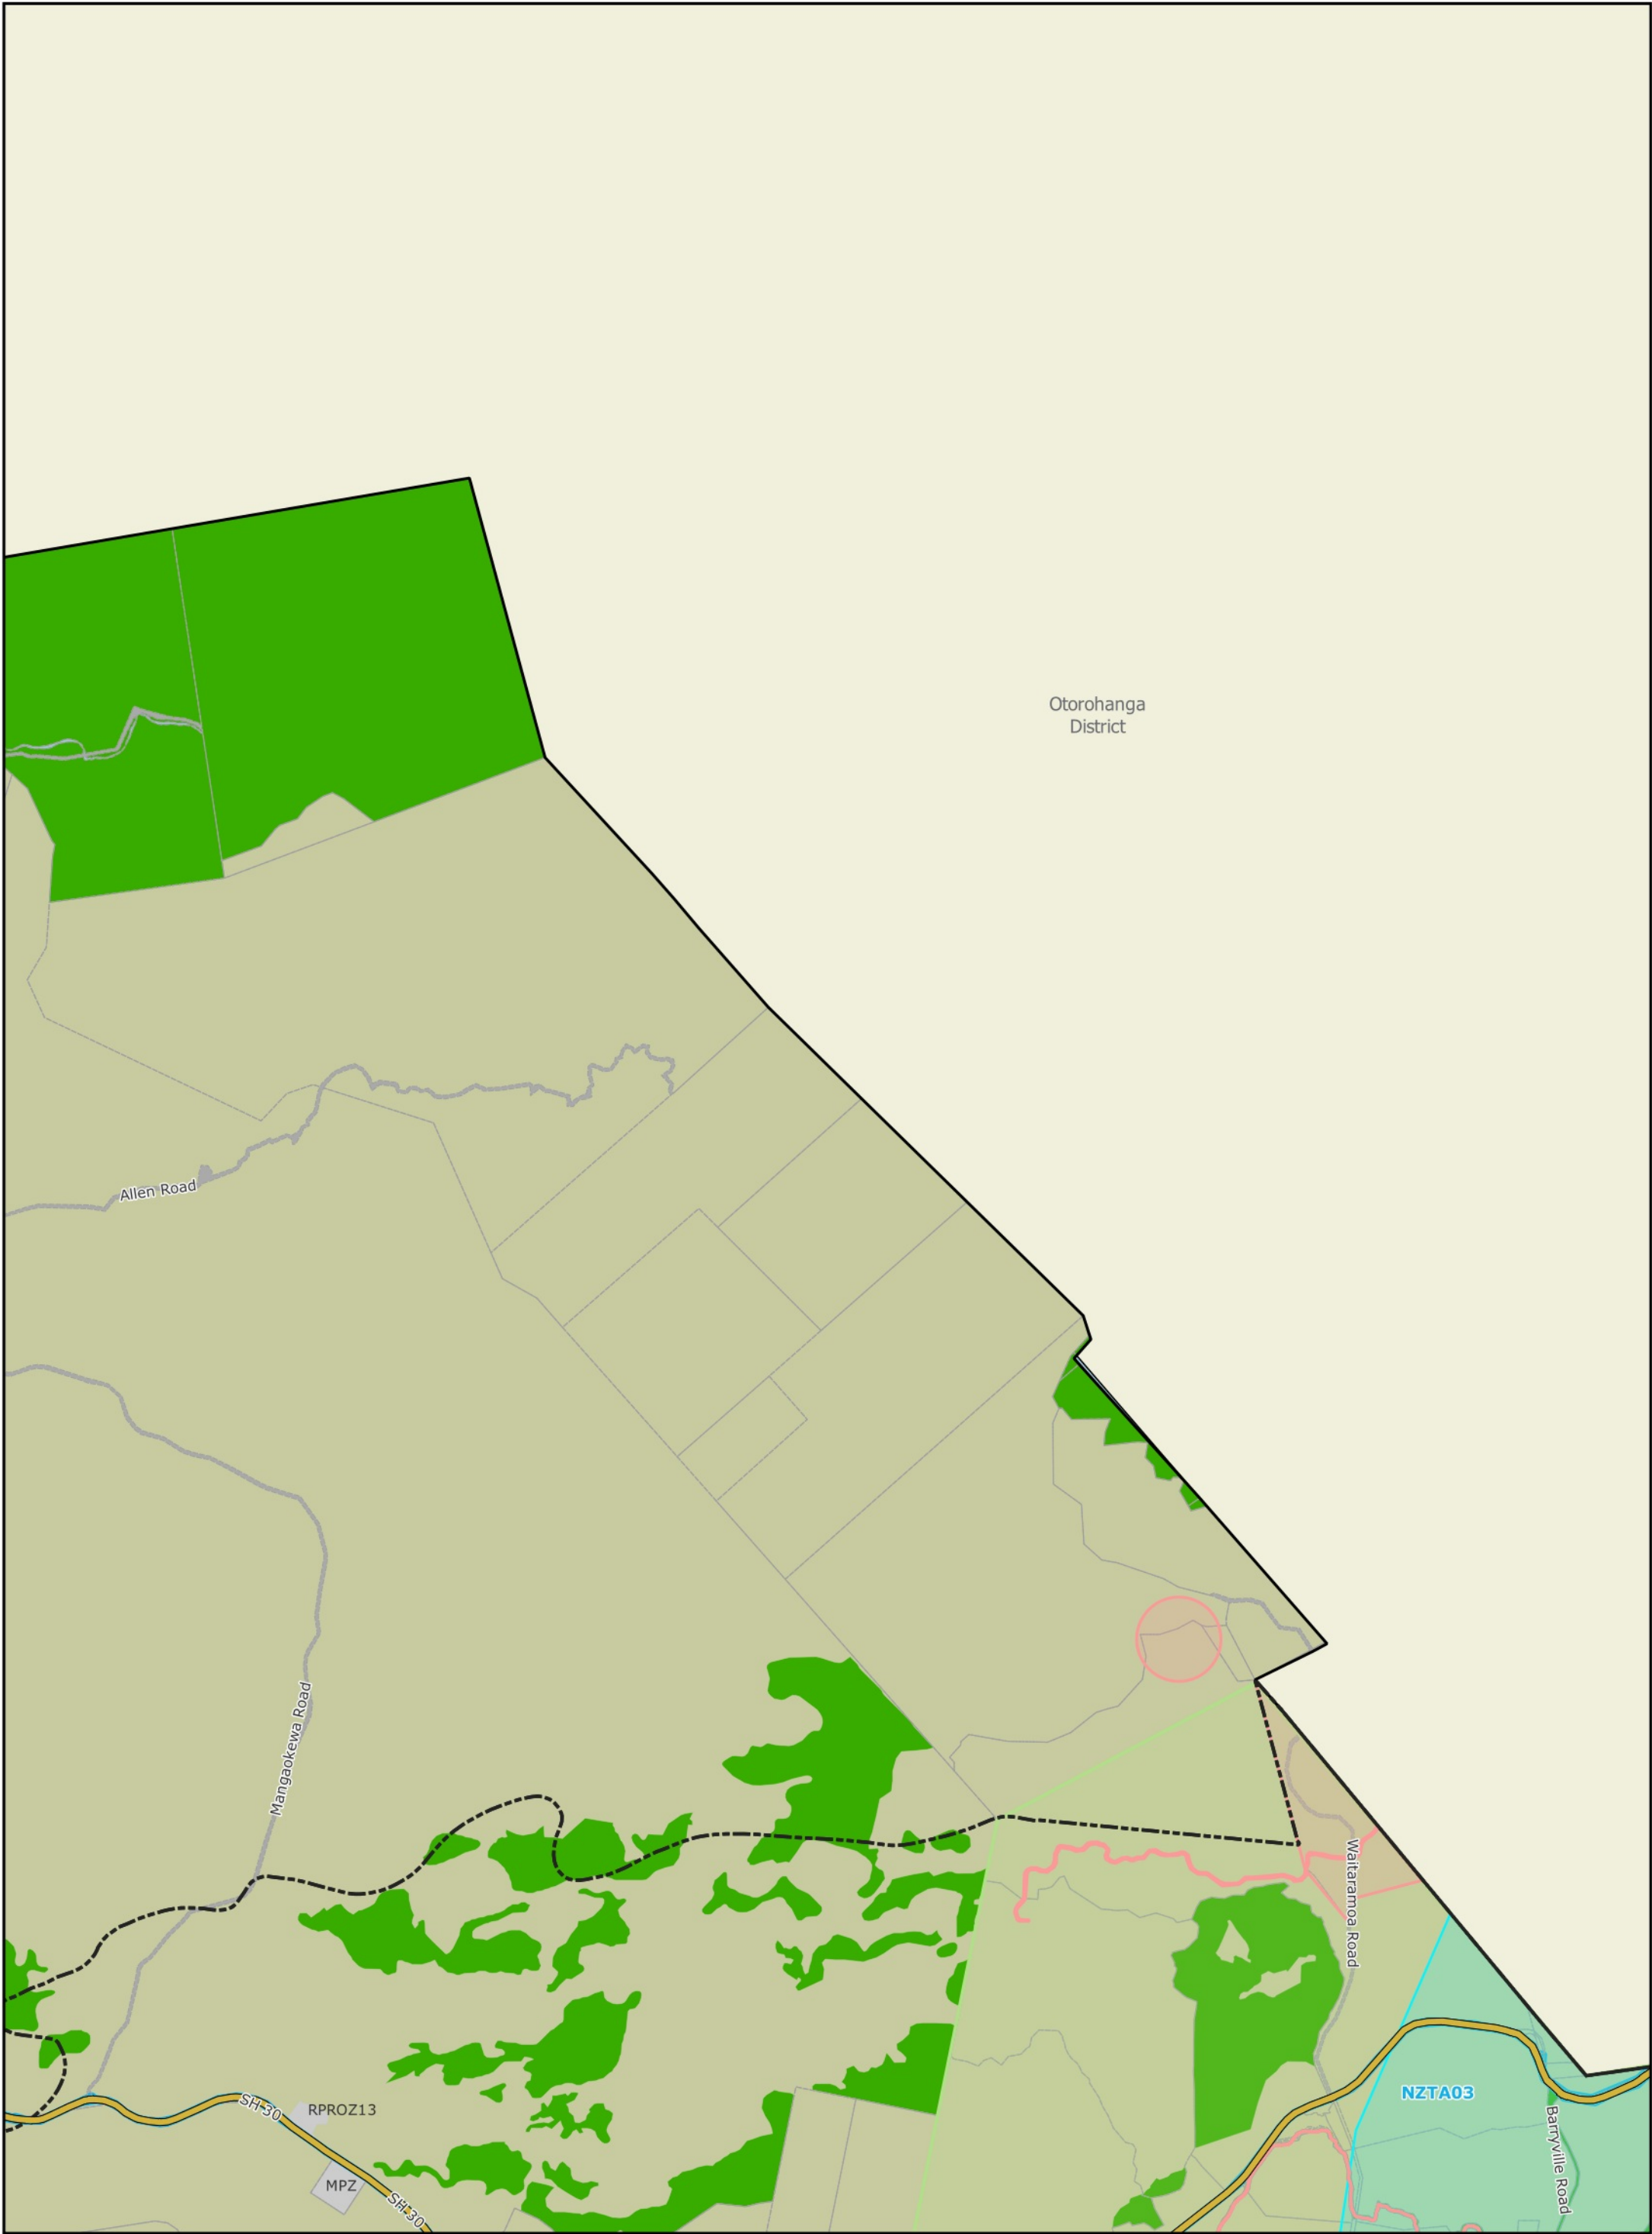 Otorohanga
District
Allen Road
Mangaokewa Road
Waitaramoa Road
NZTA03
SH 30
RPROZ13
Barryville Road
MPZ
SH 30